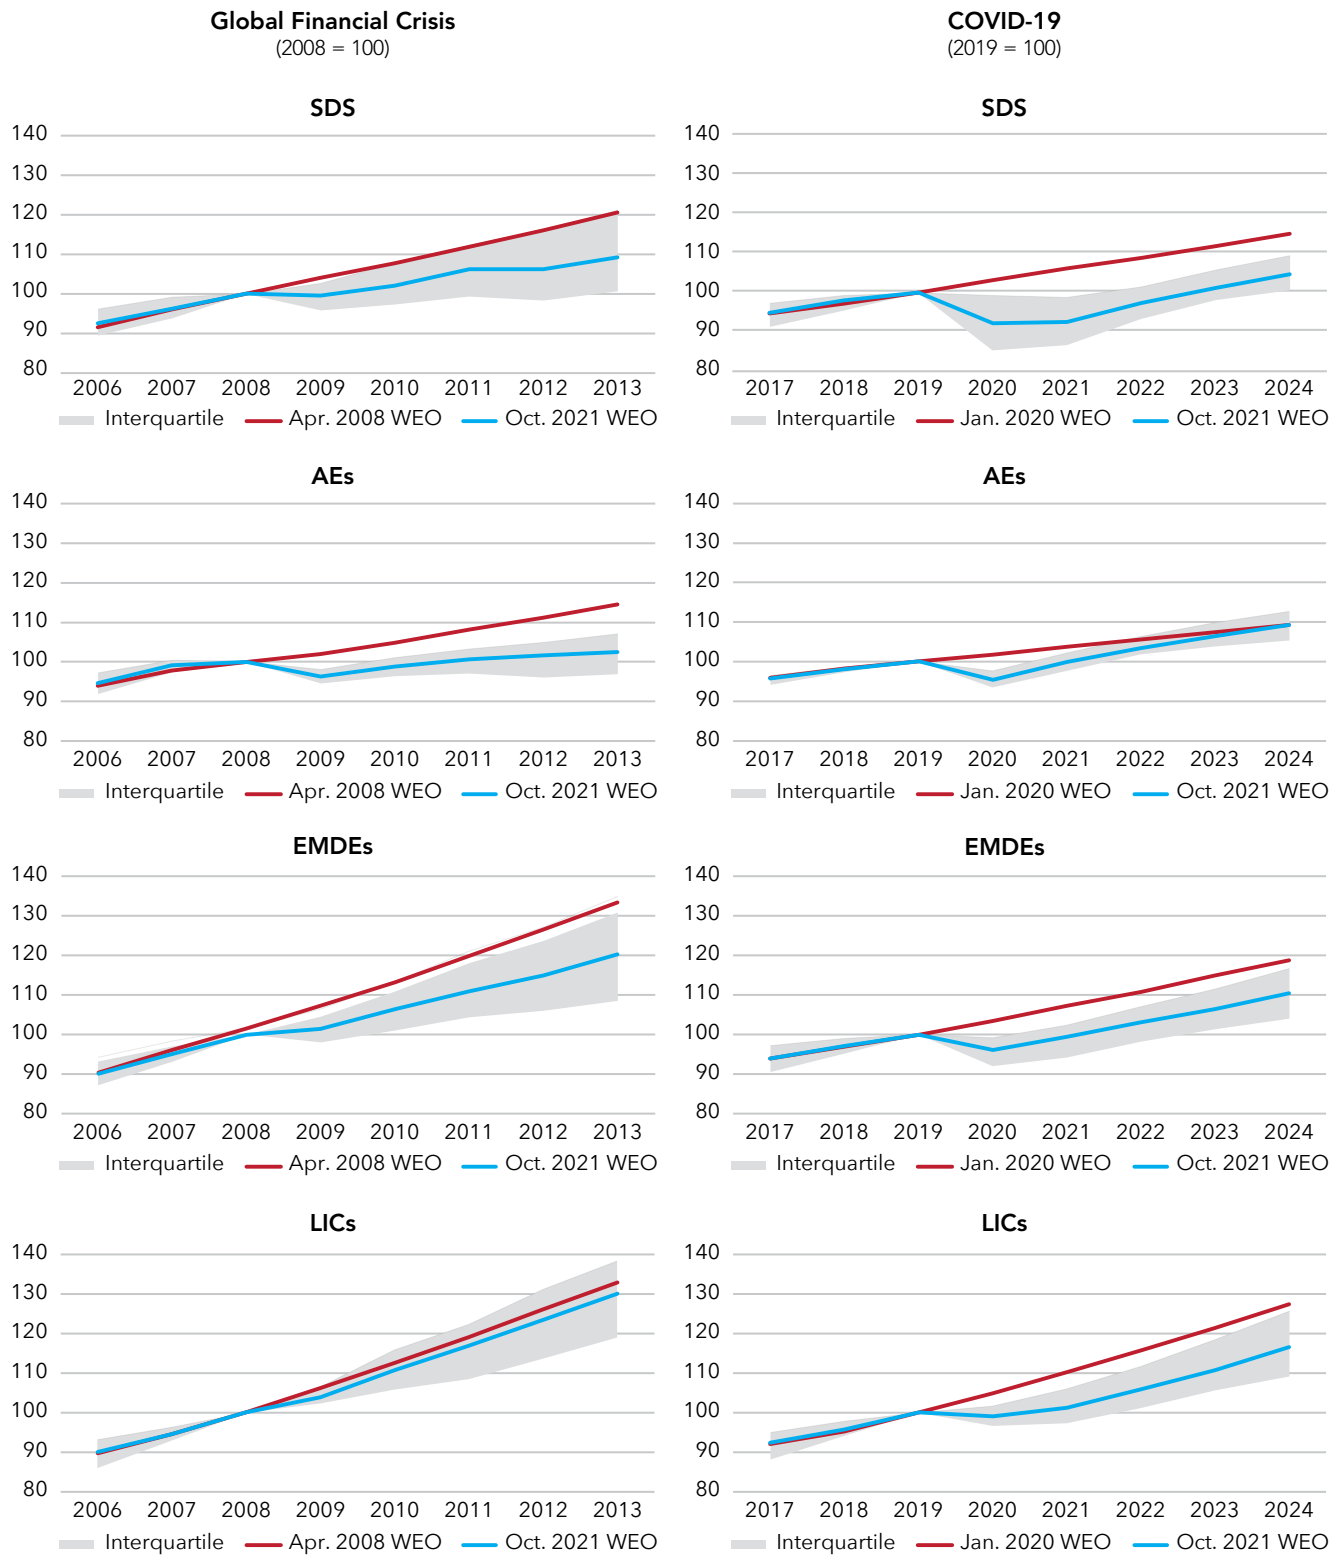 Global Financial Crisis
(2008 = 100)
COVID-19
(2019 = 100)
SDS
140
130
120
110
100
90
80
2006 2007 2008 2009 2010 2011 2012 2013
Interquartile Apr. 2008 WEO Oct. 2021 WEO
SDS
140
130
120
110
100
90
80
2017 2018 2019 2020 2021 2022 2023 2024
Interquartile Jan. 2020 WEO Oct. 2021 WEO
AEs
140
130
120
110
100
90
80
2006 2007 2008 2009 2010 2011 2012 2013
Interquartile Apr. 2008 WEO Oct. 2021 WEO
AEs
140
130
120
110
100
90
80
2017 2018 2019 2020 2021 2022 2023 2024
Interquartile Jan. 2020 WEO Oct. 2021 WEO
EMDEs
140
130
120
110
100
90
80
2006 2007 2008 2009 2010 2011 2012 2013
Interquartile Apr. 2008 WEO Oct. 2021 WEO
EMDEs
140
130
120
110
100
90
80
2017 2018 2019 2020 2021 2022 2023 2024
Interquartile Jan. 2020 WEO Oct. 2021 WEO
LICs
140
130
120
110
100
90
80
2006 2007 2008 2009 2010 2011 2012 2013
Interquartile Apr. 2008 WEO Oct. 2021 WEO
LICs
140
130
120
110
100
90
80
2017 2018 2019 2020 2021 2022 2023 2024
Interquartile Jan. 2020 WEO Oct. 2021 WEO